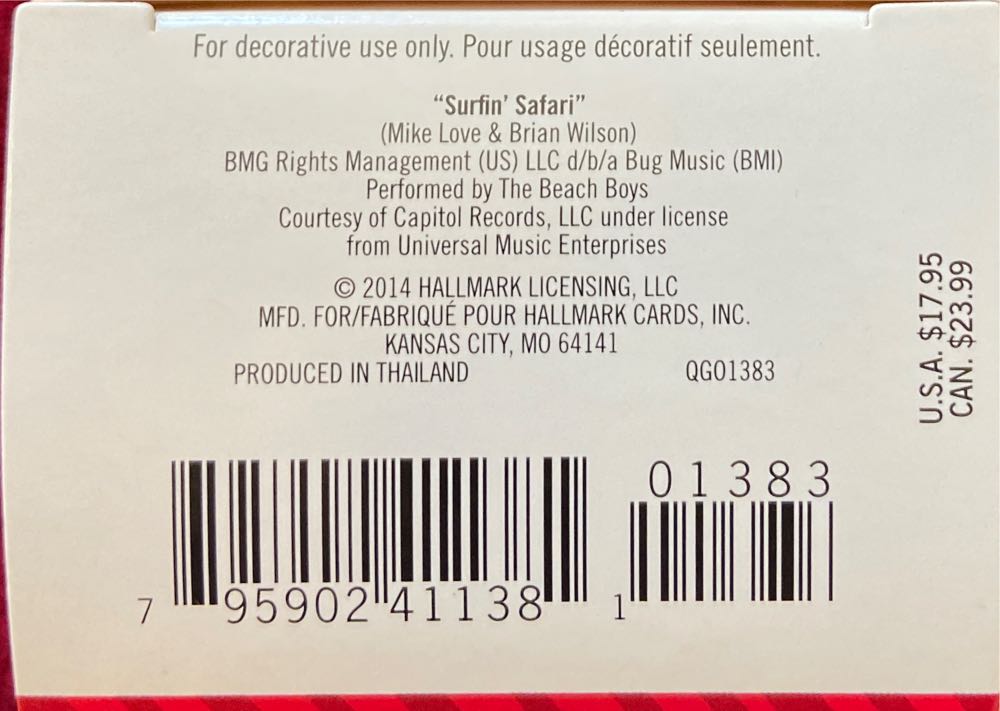 For decorative use only. Pour usage décoratif seulement.
“Surfin’ Safari”
(Mike Love & Brian Wilson)
BMG Rights Management (US) LLC d/b/a Bug Music (BMI)
Performed by The Beach Boys
Courtesy of Capitol Records, LLC under license
from Universal Music Enterprises
© 2014 HALLMARK LICENSING, LLC
MFD. FOR/FABRIQUÉ POUR HALLMARK CARDS, INC.
KANSAS CITY, MO 64141
PRODUCED IN THAILAND QGO1383
U.S.A. $17.95
CAN. $23.99
01383
7 95902 41138 1